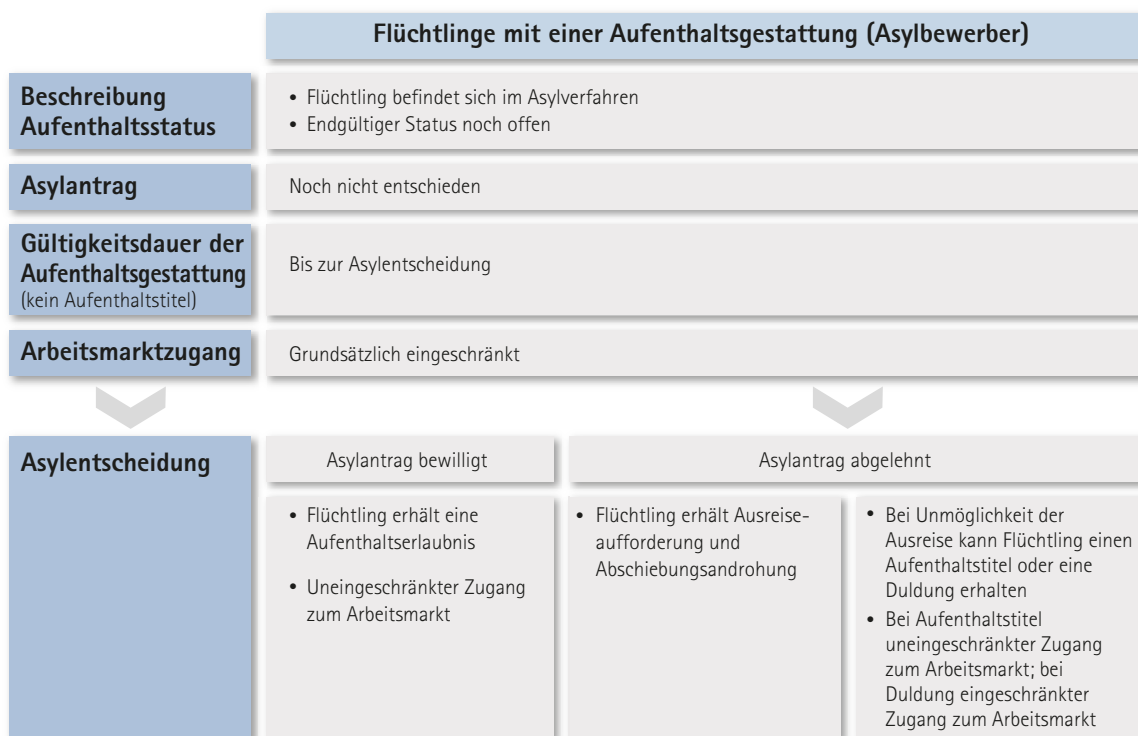 Flüchtlinge mit einer Aufenthaltsgestattung (Asylbewerber)
Beschreibung
Aufenthaltsstatus
• Flüchtling befindet sich im Asylverfahren
• Endgültiger Status noch offen
Asylantrag
Noch nicht entschieden
Gültigkeitsdauer der
Aufenthaltsgestattung
(kein Aufenthaltstitel)
Bis zur Asylentscheidung
Arbeitsmarktzugang
Grundsätzlich eingeschränkt
Asylentscheidung
Asylantrag bewilligt
Asylantrag abgelehnt
• Flüchtling erhält eine
Aufenthaltserlaubnis
• Uneingeschränkter Zugang
zum Arbeitsmarkt
• Flüchtling erhält Ausreise-
aufforderung und
Abschiebungsandrohung
• Bei Unmöglichkeit der
Ausreise kann Flüchtling einen
Aufenthaltstitel oder eine
Duldung erhalten
• Bei Aufenthaltstitel
uneingeschränkter Zugang
zum Arbeitsmarkt; bei
Duldung eingeschränkter
Zugang zum Arbeitsmarkt